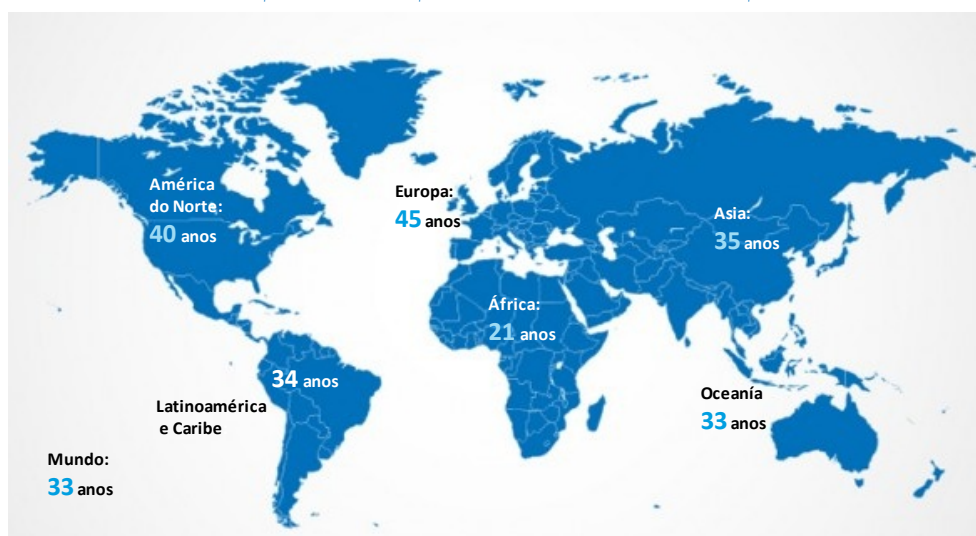 América
do Norte:
40 anos
Europa:
45 anos
Asia:
35 anos
África:
21 anos
34 anos
Latinoamérica
e Caribe
Oceanía
33 anos
Mundo:
33 anos